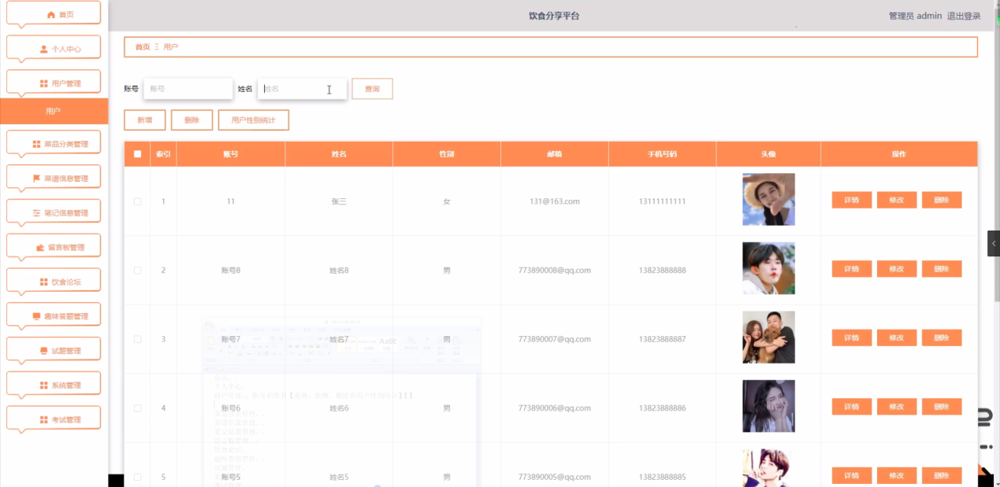 饮食分享平台
管理员 admin 退出登录
首页
个人中心
用户管理
用户
菜品分类管理
菜谱信息管理
笔记信息管理
留言板管理
饮食论坛
趣味答题管理
试题管理
系统管理
考试管理
首页 用户
账号 账号 姓名 姓名 查询
新增 删除 用户性别统计
索引 账号 姓名 性别 邮箱 手机号码 头像 操作
1 11 张三 女 131@163.com 13111111111 详情 修改 删除
2 账号8 姓名8 男 773890008@qq.com 13823888888 详情 修改 删除
3 账号7 姓名7 男 773890007@qq.com 13823888887 详情 修改 删除
4 账号6 姓名6 男 773890006@qq.com 13823888886 详情 修改 删除
5 账号5 姓名5 男 773890005@qq.com 13823888885 详情 修改 删除